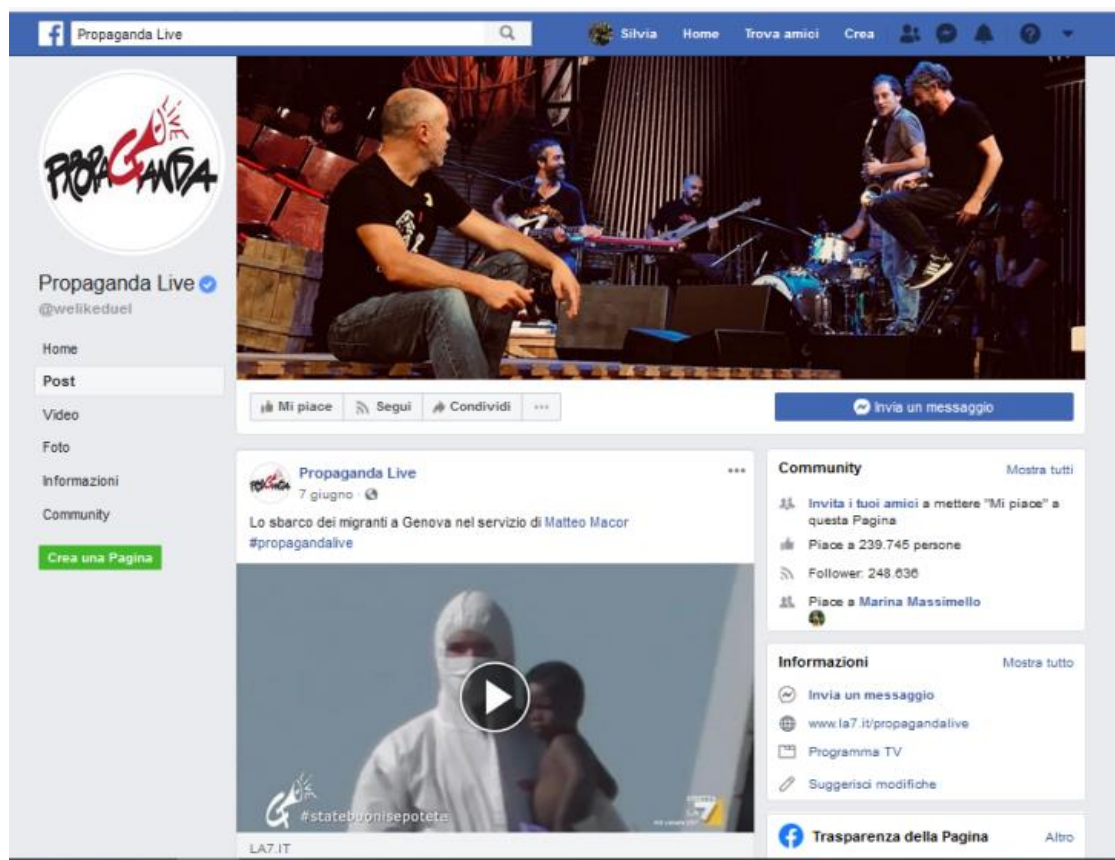 Propaganda Live
Silvia
Home
Trova amici
Crea
LIVE
PROPAGANDA
Propaganda Live
@welikeduel
Home
Post
Video
Foto
Informazioni
Community
Crea una Pagina
Mi piace
Segui
Condividi
Invia un messaggio
Propaganda Live
7 giugno
Lo sbarco dei migranti a Genova nel servizio di Matteo Macor
#propagandalive
#statebuonisepotete
LA7.IT
Community
Mostra tutti
Invita i tuoi amici a mettere "Mi piace" a
questa Pagina
Piace a 239.745 persone
Follower: 248.636
Piace a Marina Massimello
Informazioni
Mostra tutto
Invia un messaggio
www.la7.it/propagandalive
Programma TV
Suggerisci modifiche
Trasparenza della Pagina
Altro